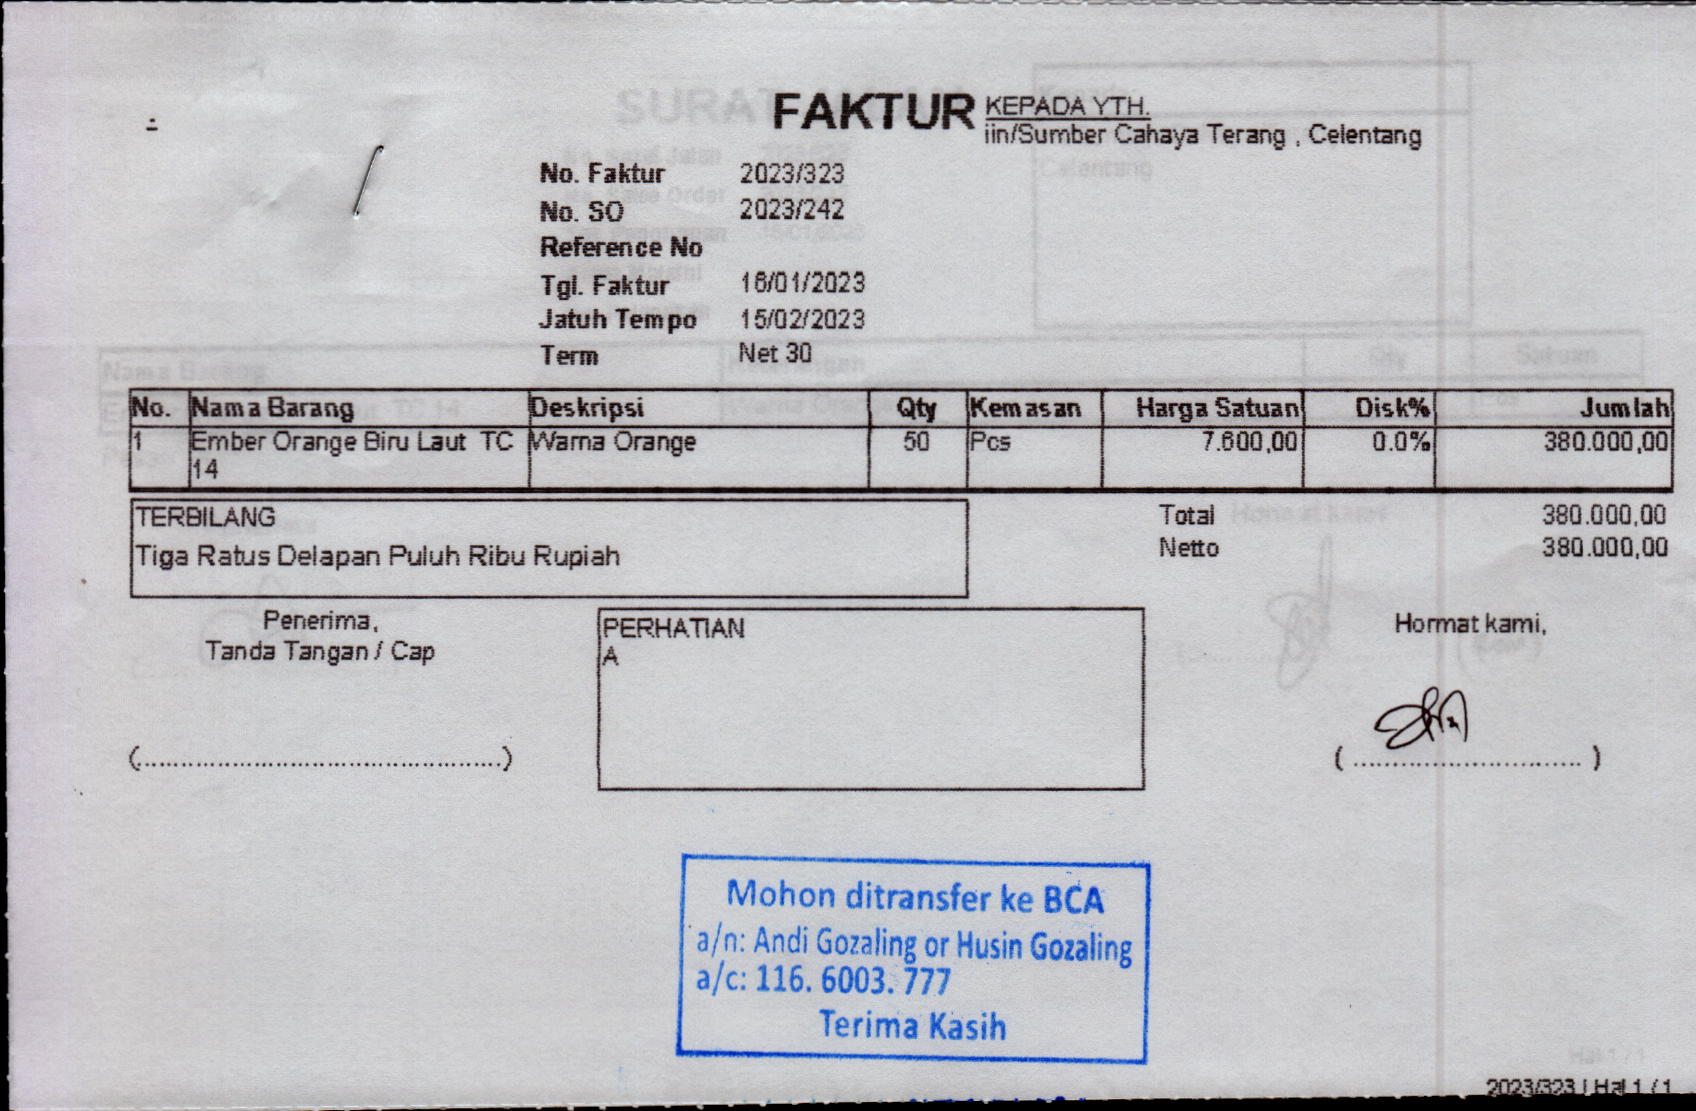 FAKTUR
KEPADA YTH.
iin/Sumber Cahaya Terang , Celentang
No. Faktur 2023/323
No. SO 2023/242
Reference No
Tgl. Faktur 16/01/2023
Jatuh Tempo 15/02/2023
Term Net 30
No. Nama Barang Deskripsi Qty Kemasan Harga Satuan Disk% Jumlah
1 Ember Orange Biru Laut TC Warna Orange 50 Pcs 7.600,00 0.0% 380.000,00
14
TERBILANG
Tiga Ratus Delapan Puluh Ribu Rupiah
Total 380.000,00
Netto 380.000,00
Penerima,
Tanda Tangan / Cap
PERHATIAN
A
Hormat kami,
(................................................)
( ............................. )
Mohon ditransfer ke BCA
a/n: Andi Gozaling or Husin Gozaling
a/c: 116. 6003. 777
Terima Kasih
2023/323 | Hal 1 / 1